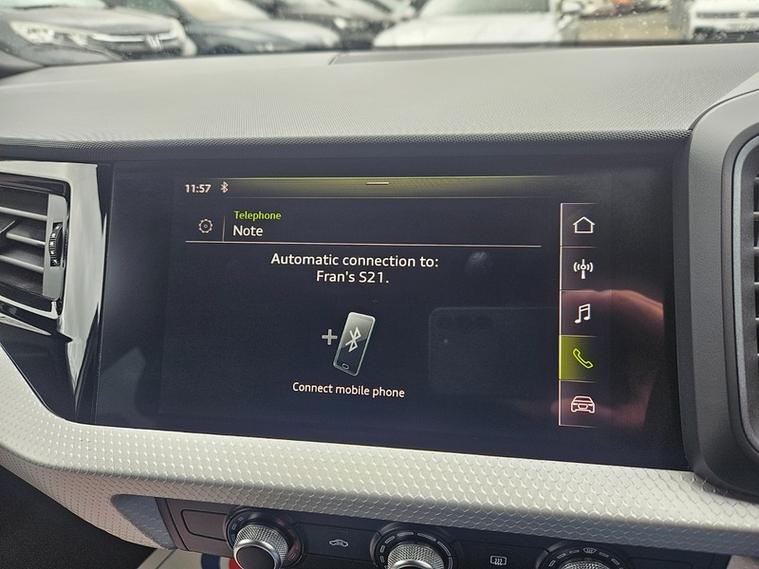 11:57
Telephone
Note
Automatic connection to:
Fran's S21.
Connect mobile phone